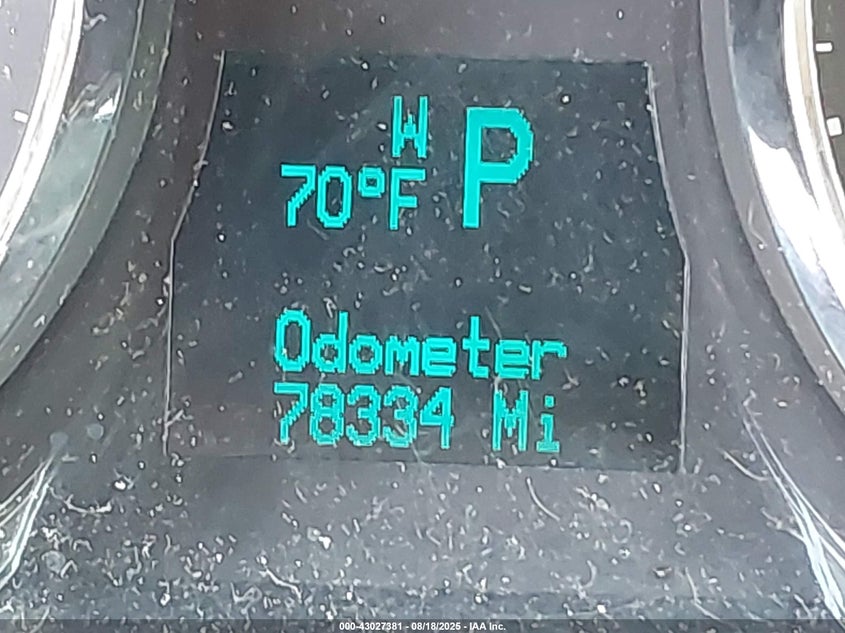 W P
70°F
Odometer
78334 Mi
000-43027381 - 08/18/2025 - IAA Inc.